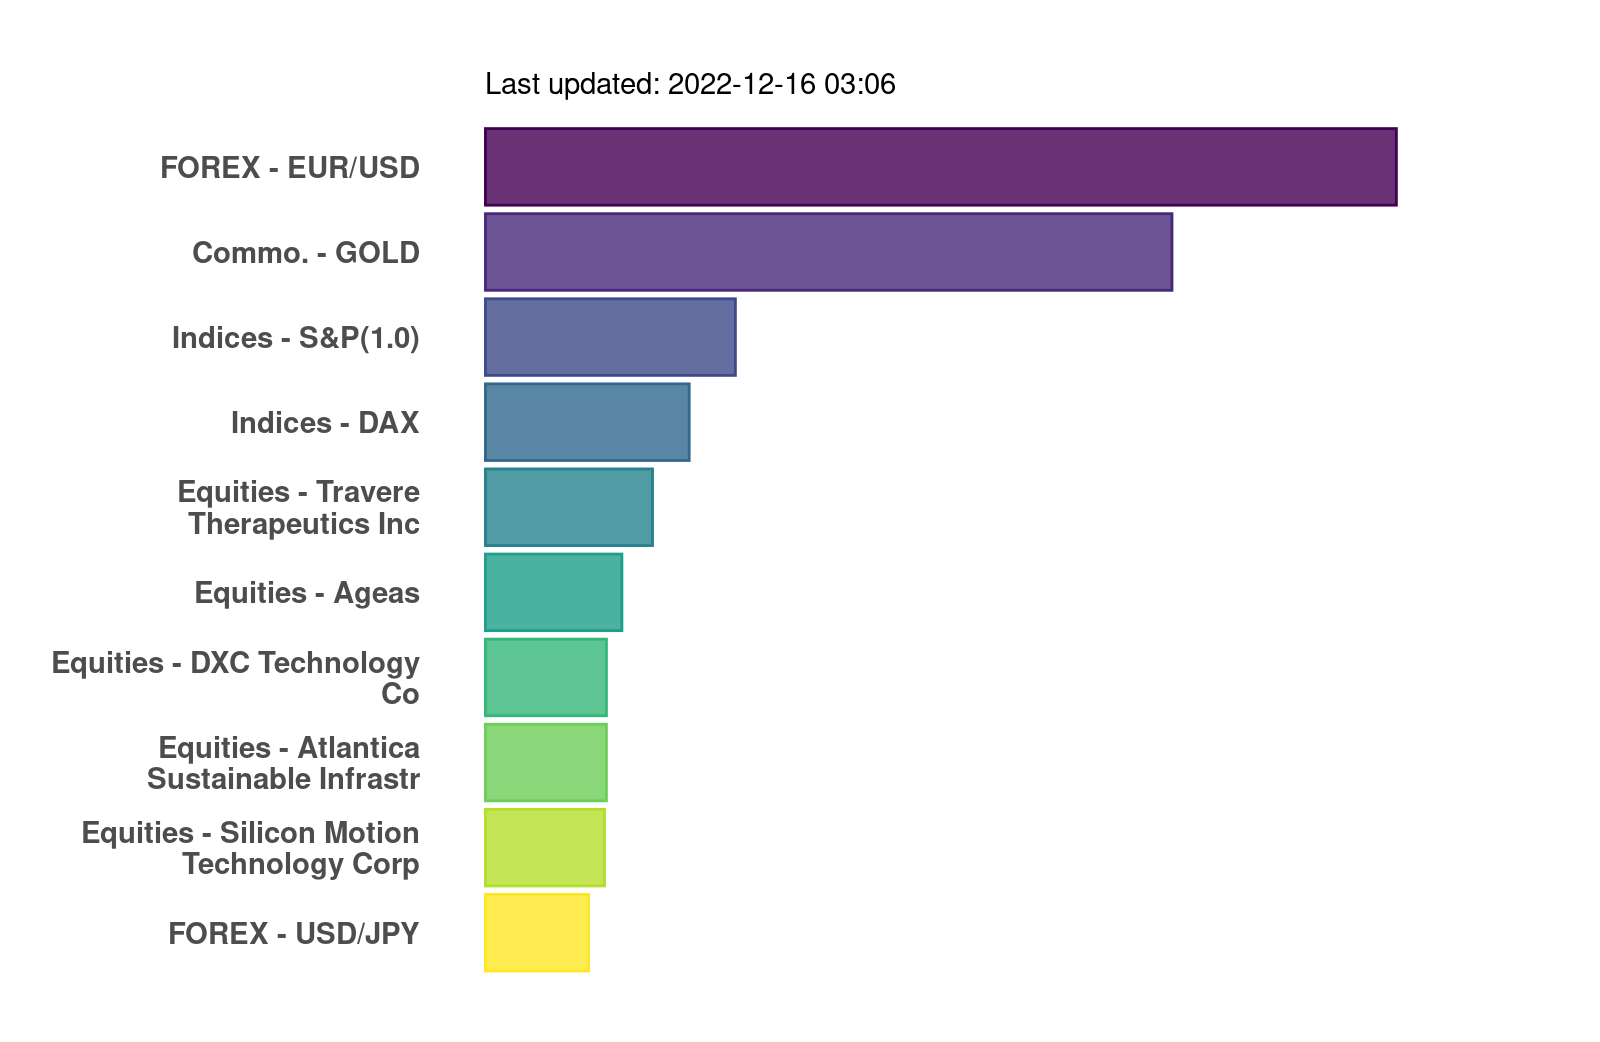 Last updated: 2022-12-16 03:06
FOREX - EUR/USD
Commo. - GOLD
Indices - S&P(1.0)
Indices - DAX
Equities - Travere
Therapeutics Inc
Equities - Ageas
Equities - DXC Technology
Co
Equities - Atlantica
Sustainable Infrastr
Equities - Silicon Motion
Technology Corp
FOREX - USD/JPY